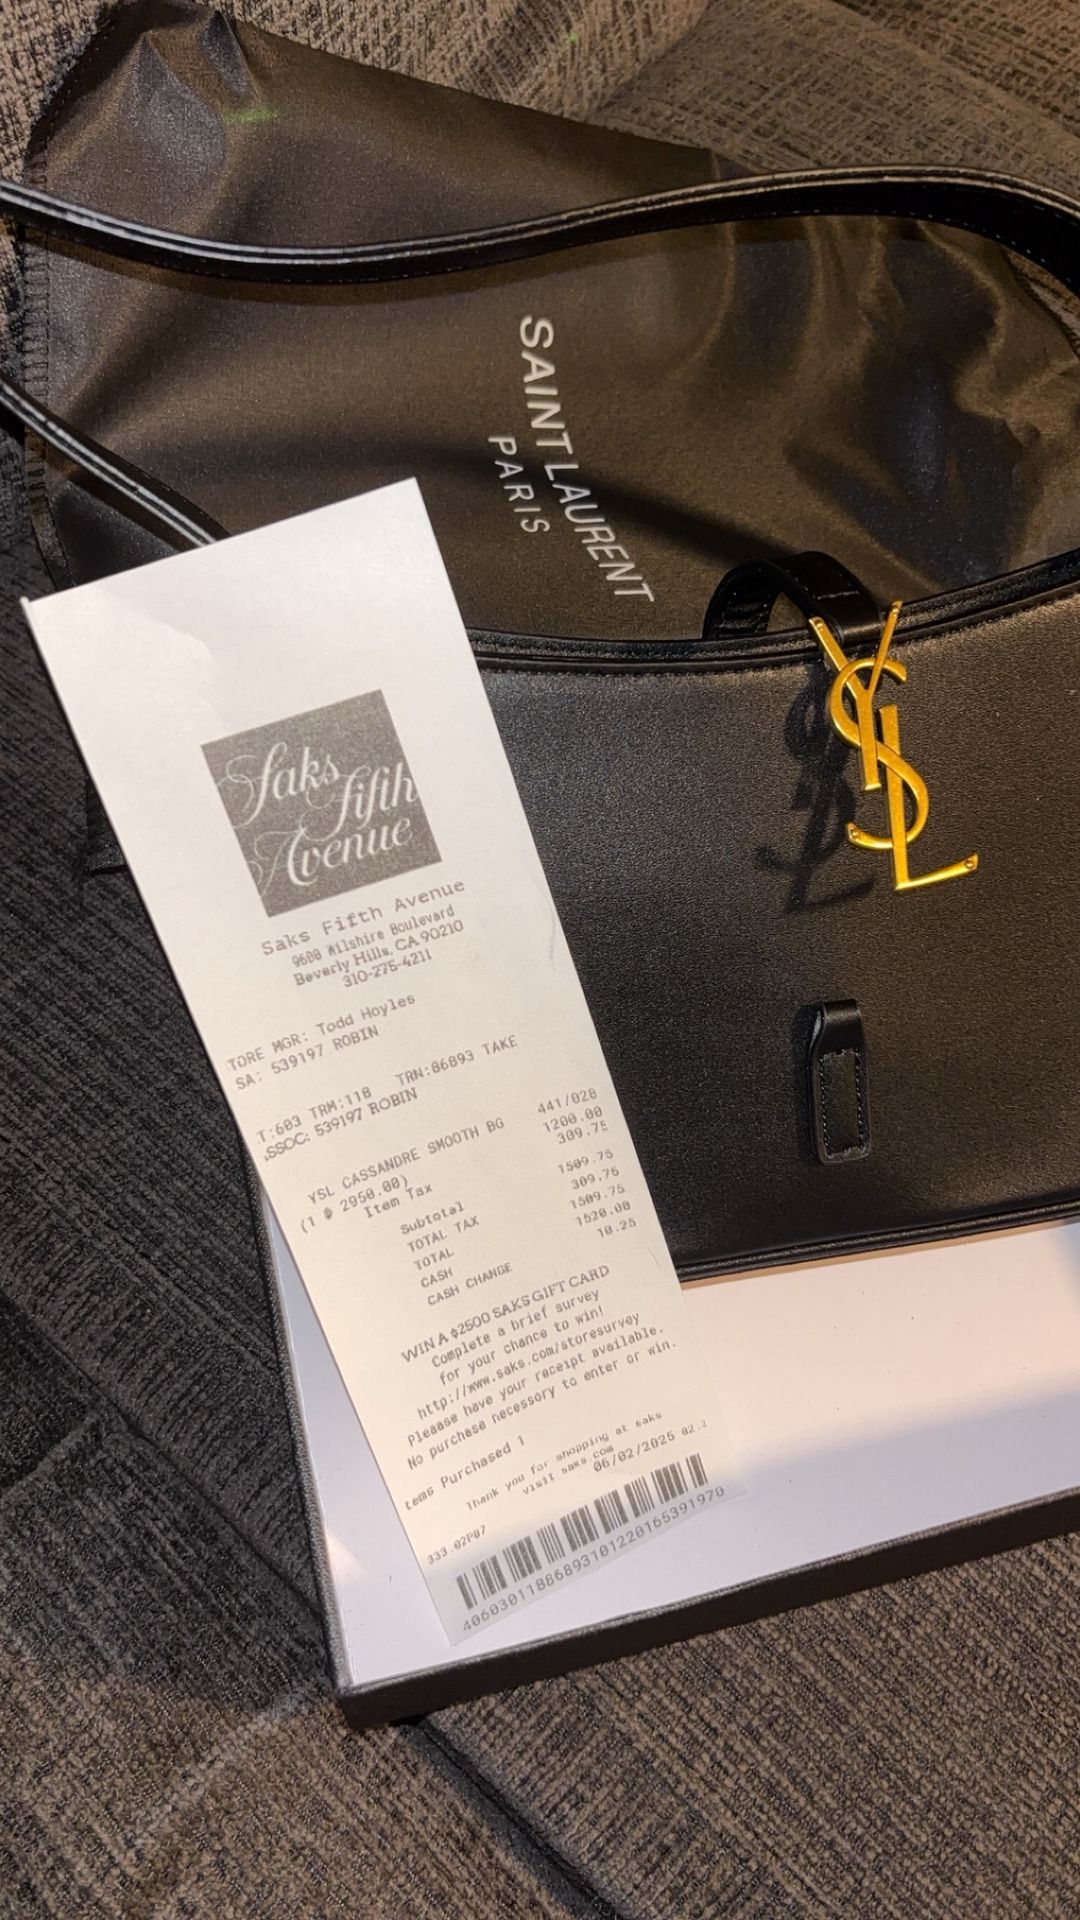 SAINT LAURENT
PARIS
YSL
Saks
Fifth
Avenue
Saks Fifth Avenue
9600 Wilshire Boulevard
Beverly Hills, CA 90210
310-275-4211
TORE MGR: Todd Hoyles
SA: 539197 ROBIN
T:603 TRM:118 TRN:86893 TAKE
SSOC: 539197 ROBIN
441/028
YSL CASSANDRE SMOOTH BG 1200.00
(1 @ 2950.00) 309.75
Item Tax
Subtotal 1509.75
TOTAL TAX 309.75
TOTAL 1509.75
CASH 1520.00
CASH CHANGE 10.25
WIN A $2500 SAKS GIFT CARD
Complete a brief survey
for your chance to win!
http://www.saks.com/storesurvey
Please have your receipt available.
No purchase necessary to enter or win.
tems Purchased 1
Thank you for shopping at saks
visit saks.com
06/02/2025 02:2
333.02P07
40603011886893101220165391970